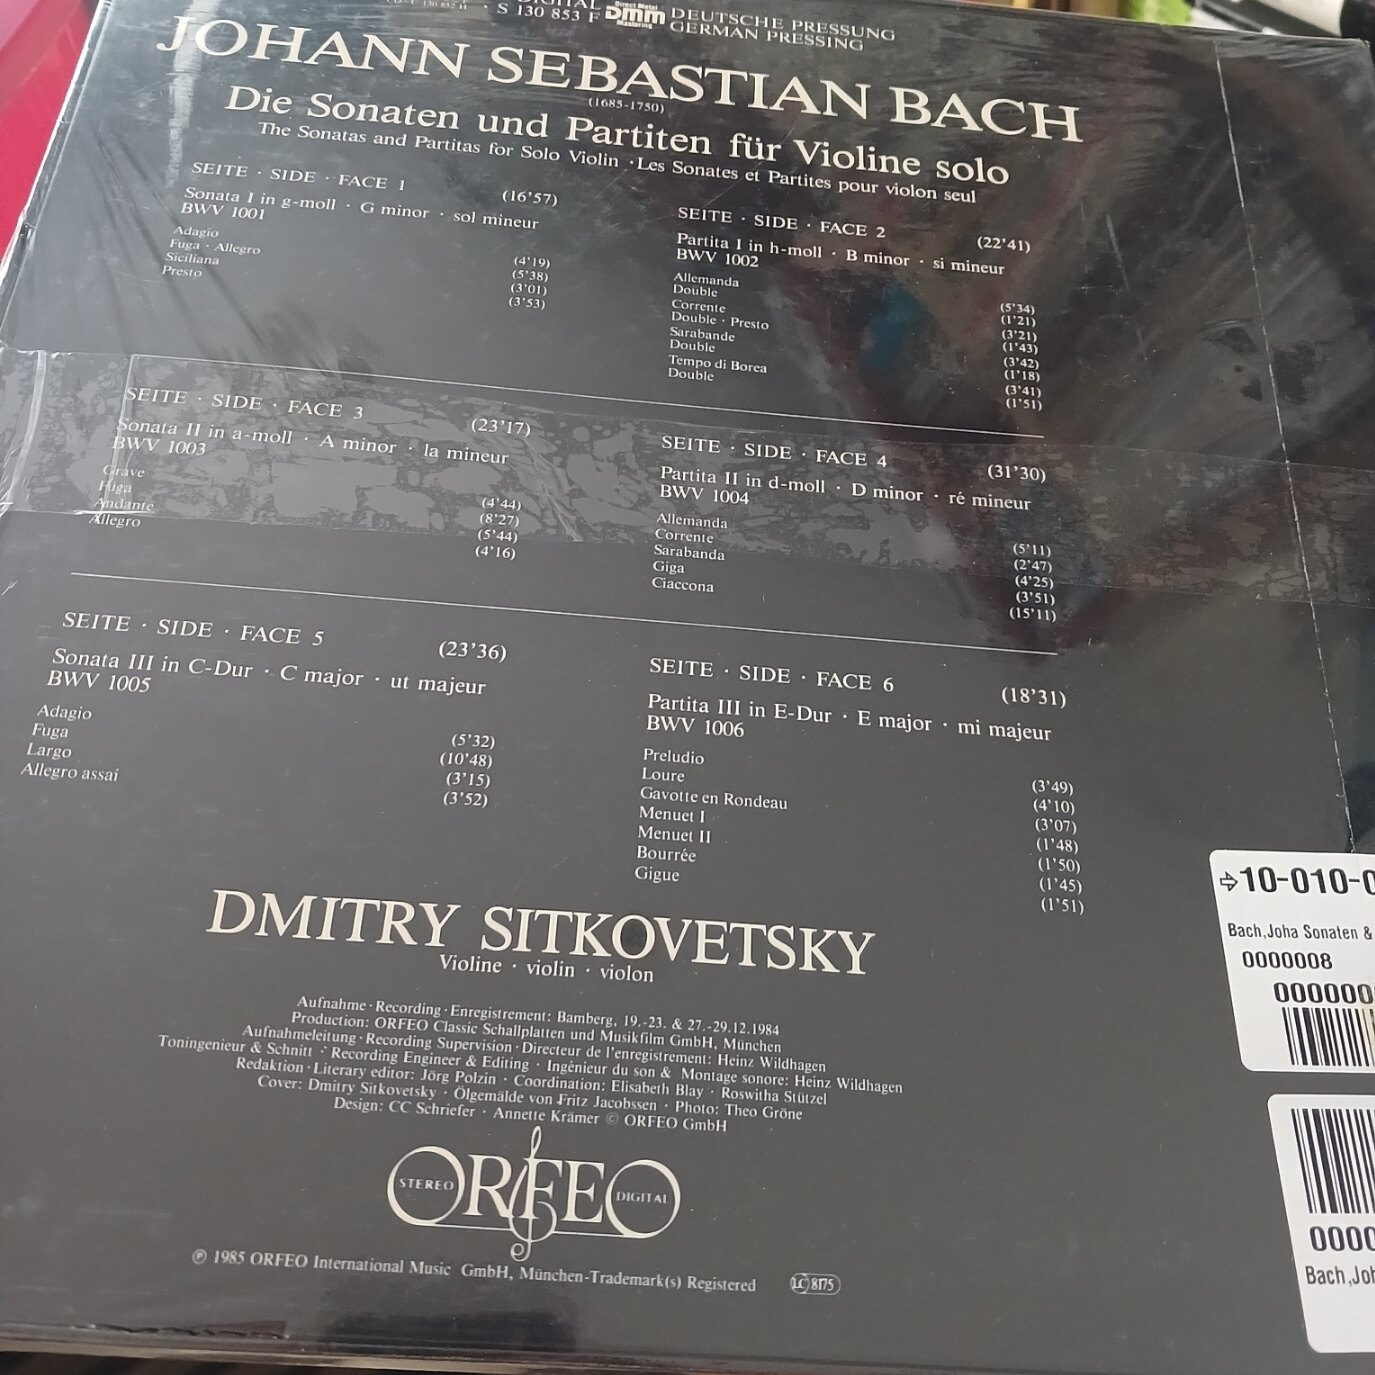 DIGITAL
S 130 853 F
Direct Metal
DMM
Mastering
DEUTSCHE PRESSUNG
GERMAN PRESSING
JOHANN SEBASTIAN BACH
(1685-1750)
Die Sonaten und Partiten für Violine solo
The Sonatas and Partitas for Solo Violin · Les Sonates et Partites pour violon seul
SEITE · SIDE · FACE 1 (16'57)
Sonata I in g-moll · G minor · sol mineur
BWV 1001
Adagio (4'19)
Fuga · Allegro (5'38)
Siciliana (3'01)
Presto (3'53)
SEITE · SIDE · FACE 2 (22'41)
Partita I in h-moll · B minor · si mineur
BWV 1002
Allemanda (5'34)
Double (1'21)
Corrente (3'21)
Double · Presto (1'43)
Sarabande (3'42)
Double (1'18)
Tempo di Borea (3'41)
Double (1'51)
SEITE · SIDE · FACE 3 (23'17)
Sonata II in a-moll · A minor · la mineur
BWV 1003
Grave (4'44)
Fuga (8'27)
Andante (5'44)
Allegro (4'16)
SEITE · SIDE · FACE 4 (31'30)
Partita II in d-moll · D minor · ré mineur
BWV 1004
Allemanda (5'11)
Corrente (2'47)
Sarabanda (4'25)
Giga (3'51)
Ciaccona (15'11)
SEITE · SIDE · FACE 5 (23'36)
Sonata III in C-Dur · C major · ut majeur
BWV 1005
Adagio (5'32)
Fuga (10'48)
Largo (3'15)
Allegro assai (3'52)
SEITE · SIDE · FACE 6 (18'31)
Partita III in E-Dur · E major · mi majeur
BWV 1006
Preludio (3'49)
Loure (4'10)
Gavotte en Rondeau (3'07)
Menuet I (1'48)
Menuet II (1'50)
Bourrée (1'45)
Gigue (1'51)
DMITRY SITKOVETSKY
Violine · violin · violon
Aufnahme · Recording · Enregistrement: Bamberg, 19.-23. & 27.-29.12.1984
Production: ORFEO Classic Schallplatten und Musikfilm GmbH, München
Aufnahmeleitung · Recording Supervision · Directeur de l'enregistrement: Heinz Wildhagen
Toningenieur & Schnitt · Recording Engineer & Editing · Ingénieur du son & Montage sonore: Heinz Wildhagen
Redaktion · Literary editor: Jörg Polzin · Coordination: Elisabeth Blay · Roswitha Stützel
Cover: Dmitry Sitkovetsky · Ölgemälde von Fritz Jacobssen · Photo: Theo Gröne
Design: CC Schriefer · Annette Krämer © ORFEO GmbH
STEREO ORFEO DIGITAL
℗ 1985 ORFEO International Music GmbH, München-Trademark(s) Registered
LC 8175
10-010-0
Bach,Joha Sonaten &
0000008
000000
0000
Bach,Joh